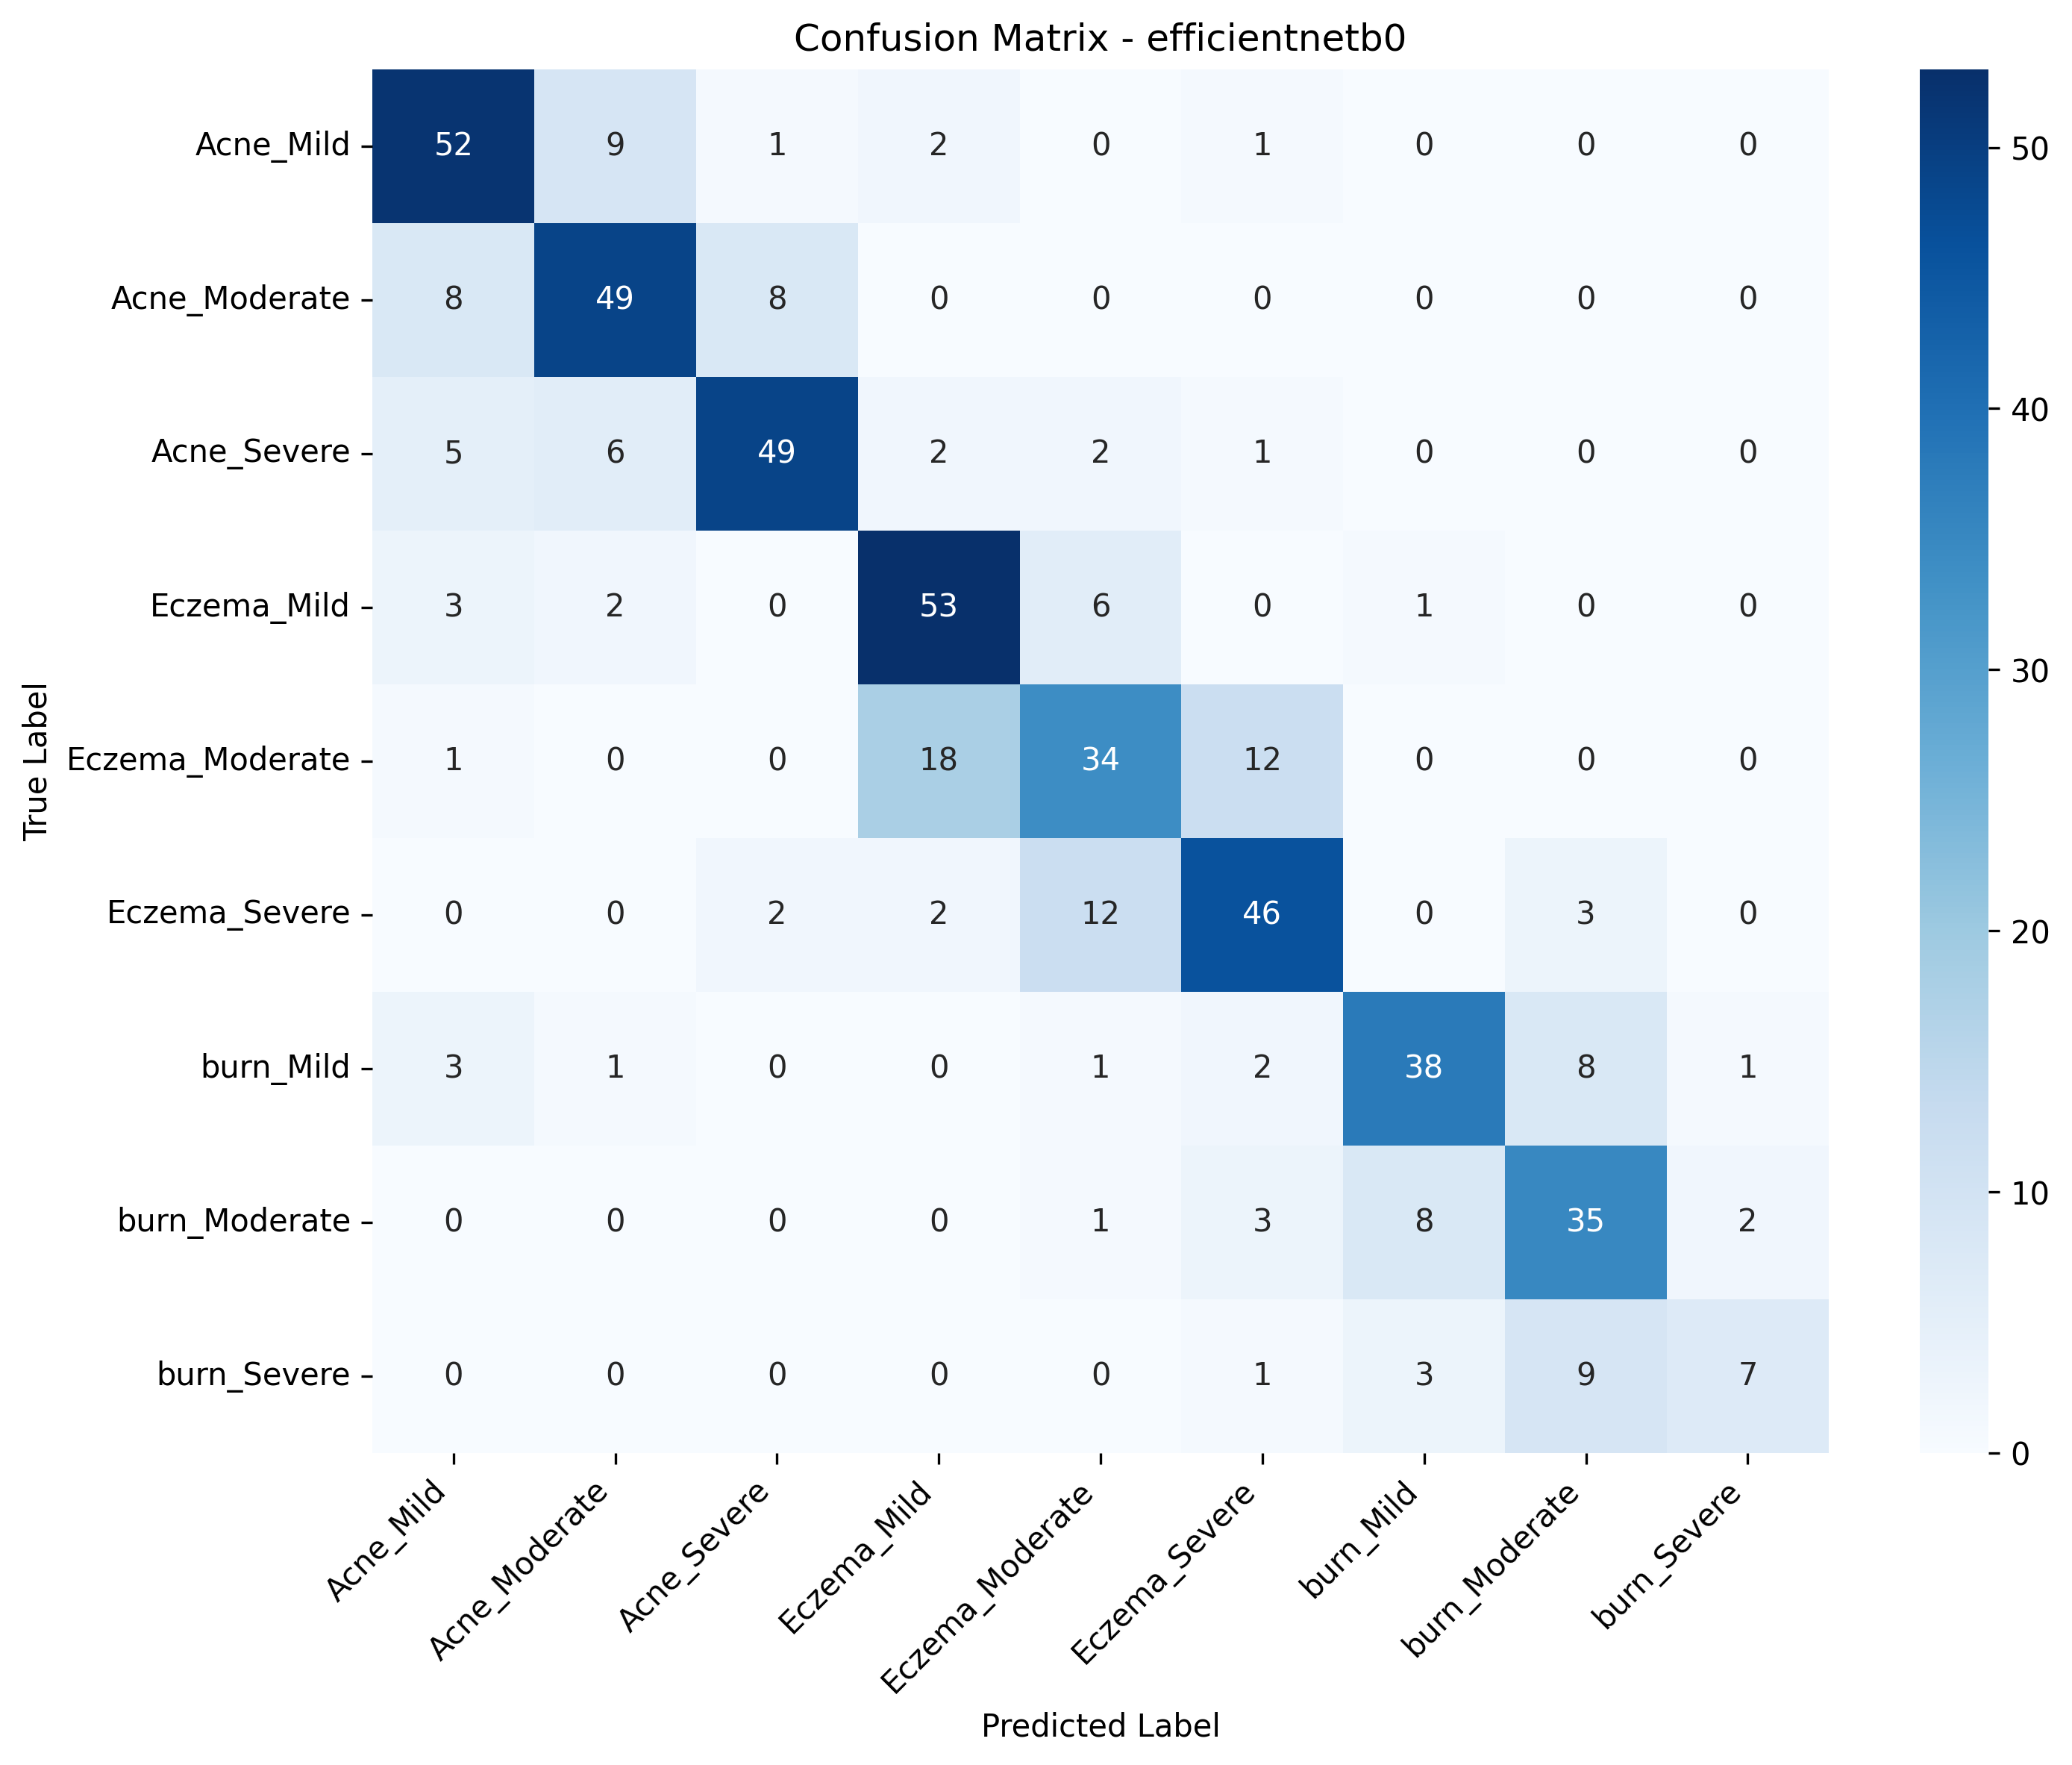 Confusion Matrix - efficientnetb0
True Label
Acne_Mild 52 9 1 2 0 1 0 0 0
Acne_Moderate 8 49 8 0 0 0 0 0 0
Acne_Severe 5 6 49 2 2 1 0 0 0
Eczema_Mild 3 2 0 53 6 0 1 0 0
Eczema_Moderate 1 0 0 18 34 12 0 0 0
Eczema_Severe 0 0 2 2 12 46 0 3 0
burn_Mild 3 1 0 0 1 2 38 8 1
burn_Moderate 0 0 0 0 1 3 8 35 2
burn_Severe 0 0 0 0 0 1 3 9 7
Acne_Mild
Acne_Moderate
Acne_Severe
Eczema_Mild
Eczema_Moderate
Eczema_Severe
burn_Mild
burn_Moderate
burn_Severe
Predicted Label
50
40
30
20
10
0